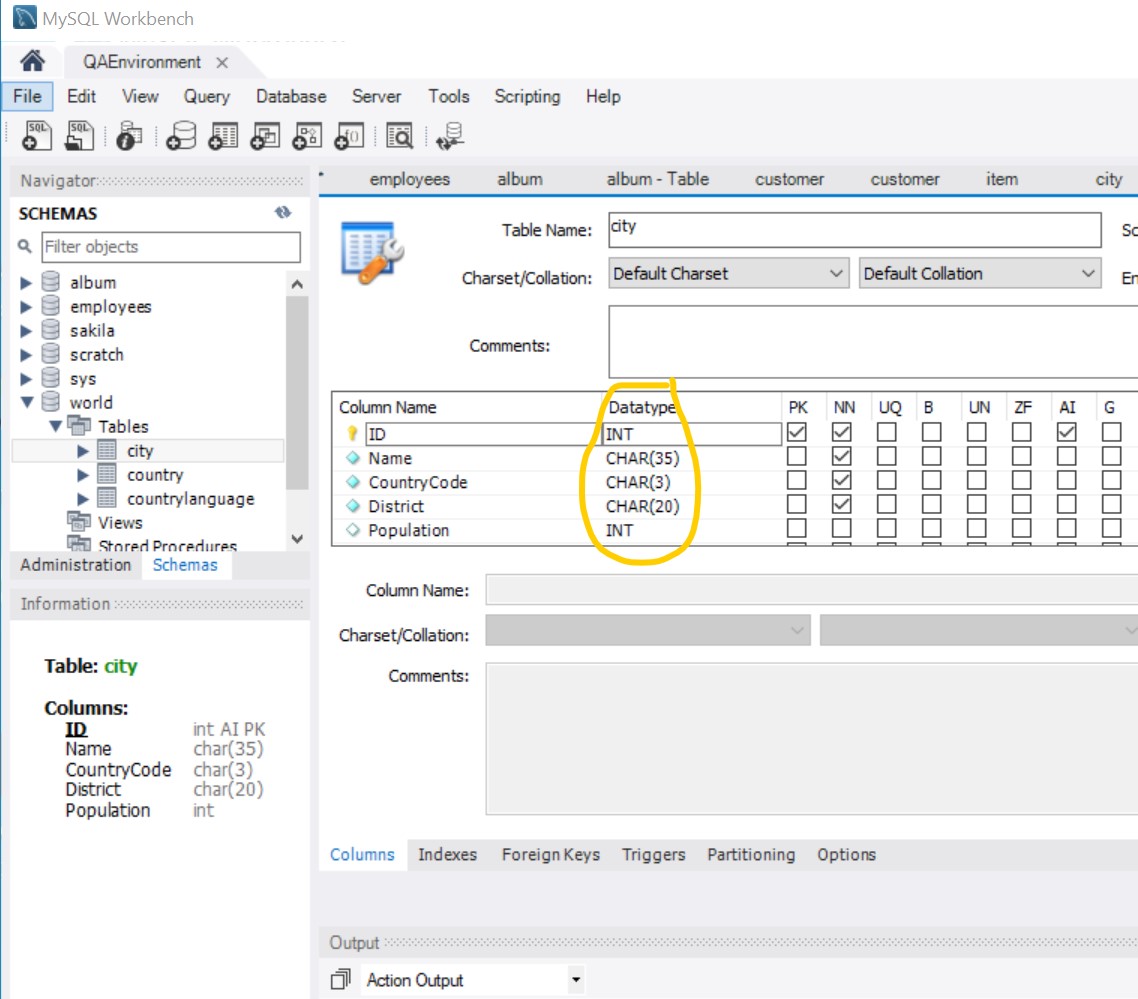 MySQL Workbench
QAEnvironment
File Edit View Query Database Server Tools Scripting Help
SQL SQL
Navigator
SCHEMAS
Filter objects
album
employees
sakila
scratch
sys
world
Tables
city
country
countrylanguage
Views
Stored Procedures
Administration Schemas
Information
Table: city
Columns:
ID int AI PK
Name char(35)
CountryCode char(3)
District char(20)
Population int
employees album album - Table customer customer item city
Table Name: city Sc
Charset/Collation: Default Charset Default Collation En
Comments:
Column Name Datatype PK NN UQ B UN ZF AI G
ID INT
Name CHAR(35)
CountryCode CHAR(3)
District CHAR(20)
Population INT
Column Name:
Charset/Collation:
Comments:
Columns Indexes Foreign Keys Triggers Partitioning Options
Output
Action Output